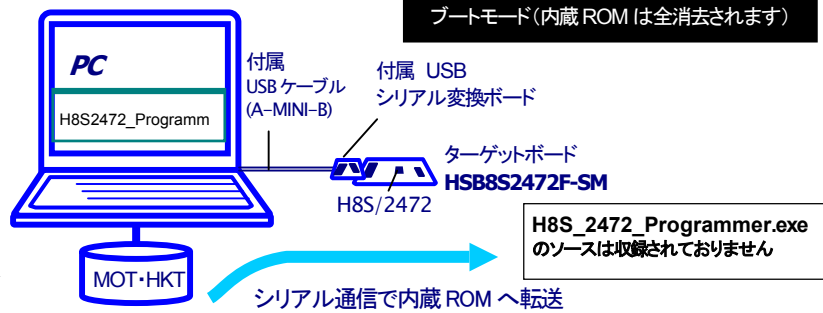 ブートモード(内蔵 ROM は全消去されます)
PC
H8S2472_Programm
付属
USB ケーブル
(A-MINI-B)
付属 USB
シリアル変換ボード
ターゲットボード
HSB8S2472F-SM
H8S/2472
H8S_2472_Programmer.exe
のソースは収録されておりません
MOT・HKT
シリアル通信で内蔵 ROM へ転送